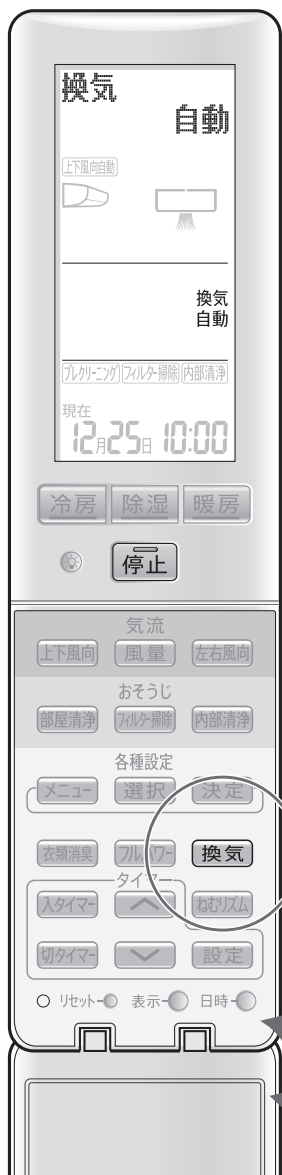 換気
自動
上下風向自動
換気
自動
プレクリーニング フィルター掃除 内部清浄
現在
12月25日 10:00
冷房 除湿 暖房
停止
気流
上下風向 風量 左右風向
おそうじ
部屋清浄 フィルター掃除 内部清浄
各種設定
メニュー 選択 決定
衣類消臭 フルパワー 換気
タイマー
入タイマー ねむリズム
切タイマー 設定
リセット 表示 日時